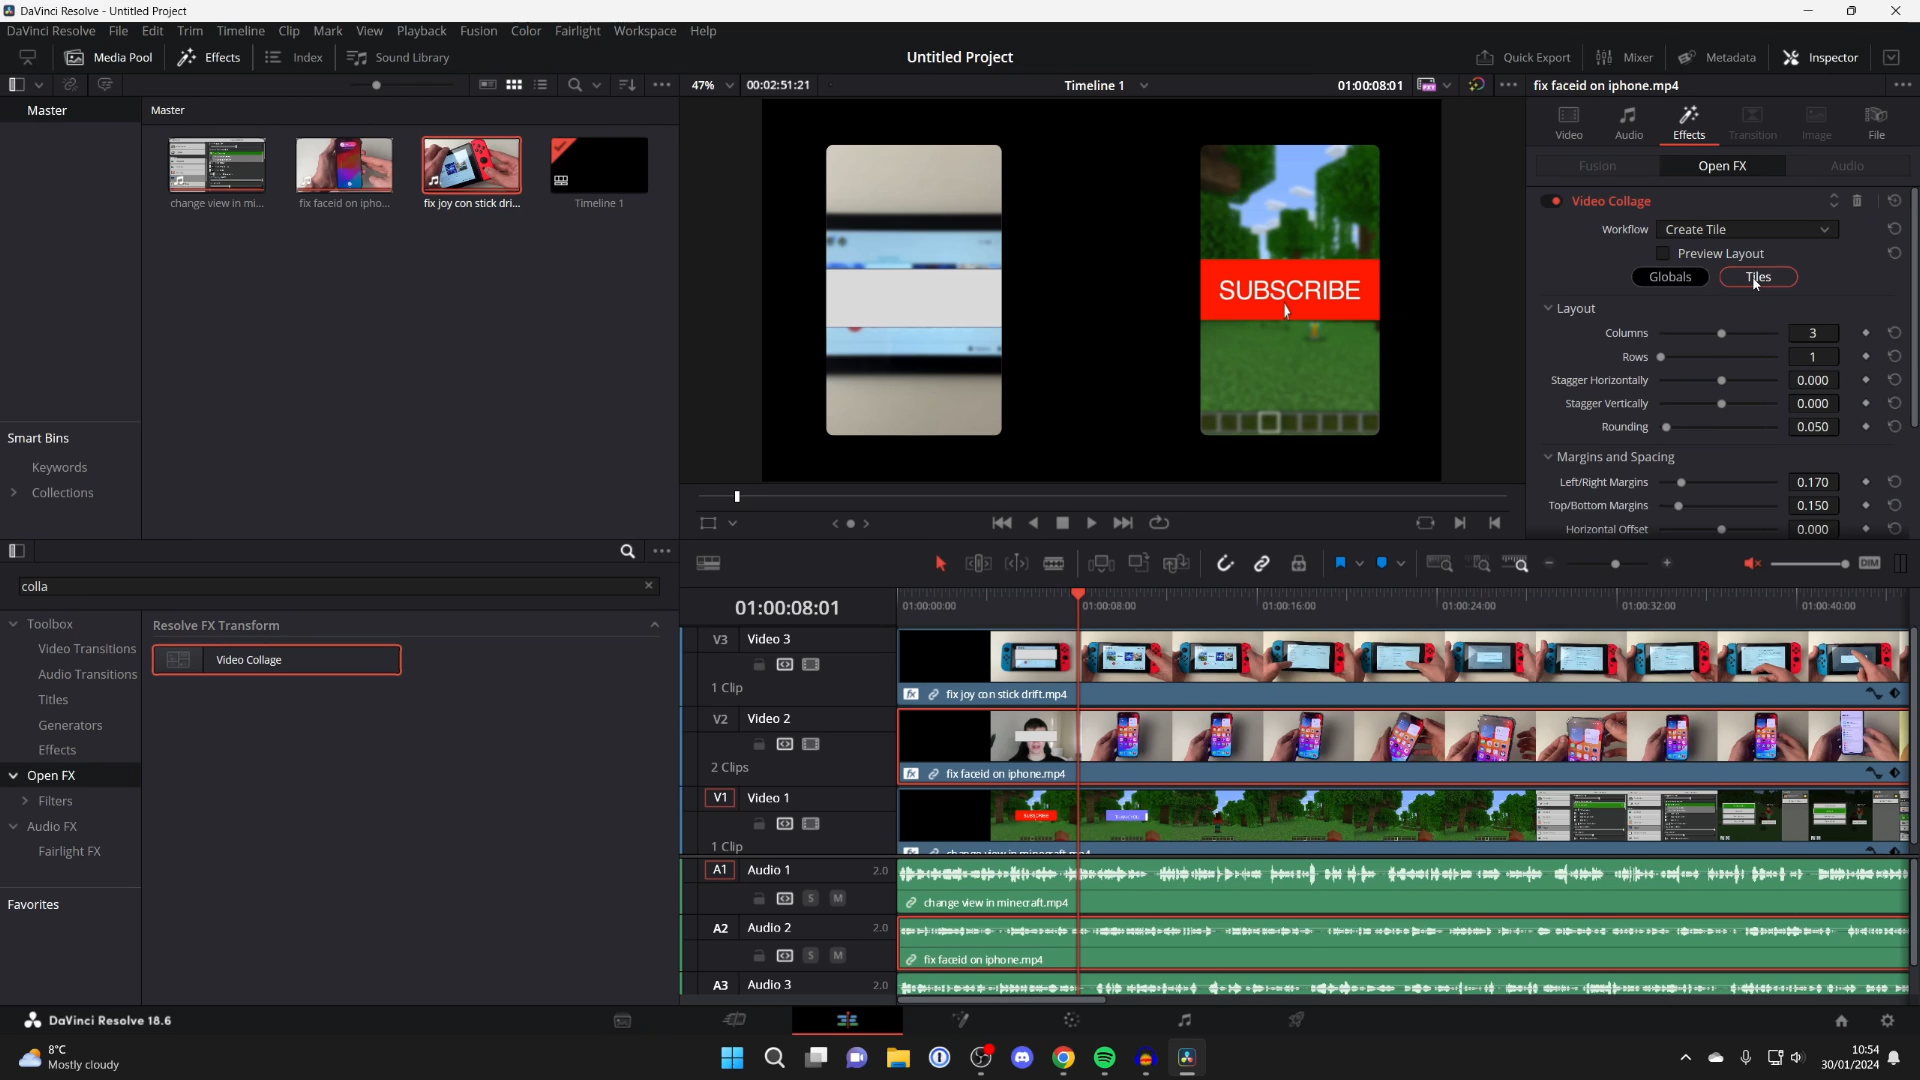 DaVinci Resolve - Untitled Project
DaVinci Resolve File Edit Trim Timeline Clip Mark View Playback Fusion Color Fairlight Workspace Help
Media Pool Effects Index Sound Library Untitled Project Quick Export Mixer Metadata Inspector
47% 00:02:51:21 Timeline 1 01:00:08:01 fix faceid on iphone.mp4
Master Master
Video Audio Effects Transition Image File
Fusion Open FX Audio
change view in mi... fix faceid on ipho... fix joy con stick dri... Timeline 1
Video Collage
Workflow Create Tile
Preview Layout
Globals Tiles
SUBSCRIBE
Layout
Columns 3
Rows 1
Stagger Horizontally 0.000
Stagger Vertically 0.000
Rounding 0.050
Margins and Spacing
Left/Right Margins 0.170
Top/Bottom Margins 0.150
Horizontal Offset 0.000
Smart Bins
Keywords
Collections
colla
DIM
Toolbox
Video Transitions
Audio Transitions
Titles
Generators
Effects
Open FX
Filters
Audio FX
Fairlight FX
Favorites
Resolve FX Transform
Video Collage
01:00:08:01 01:00:00:00 01:00:08:00 01:00:16:00 01:00:24:00 01:00:32:00 01:00:40:00
V3 Video 3
1 Clip
fx fix joy con stick drift.mp4
V2 Video 2
2 Clips
fx fix faceid on iphone.mp4
V1 Video 1
SUBSCRIBE
1 Clip
fx change view in minecraft.mp4
A1 Audio 1 2.0
S M
change view in minecraft.mp4
A2 Audio 2 2.0
S M
fix faceid on iphone.mp4
A3 Audio 3 2.0
DaVinci Resolve 18.6
8°C
Mostly cloudy
10:54
30/01/2024